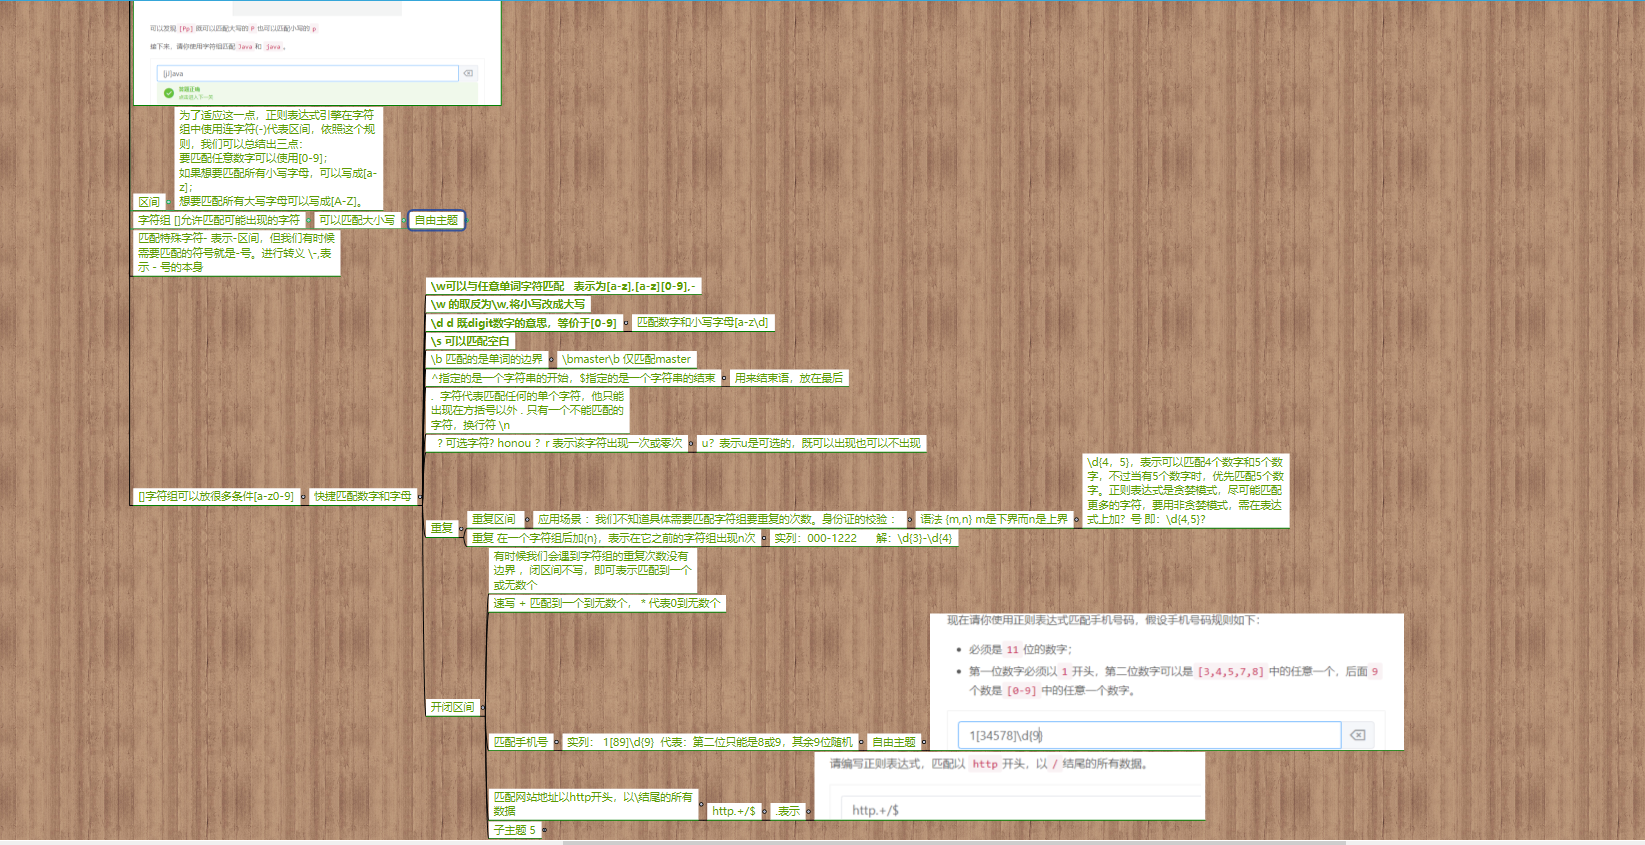 可以发现 [Pp] 既可以匹配大写的 P 也可以匹配小写的 p
接下来，请你使用字符组匹配 Java 和 java 。
[jJ]ava
回答正确
点击进入下一题
为了适应这一点，正则表达式引擎在字符
组中使用连字符(-)代表区间，依照这个规
则，我们可以总结出三点：
要匹配任意数字可以使用[0-9]；
如果想要匹配所有小写字母，可以写成[a-
z]；
想要匹配所有大写字母可以写成[A-Z]。
区间
字符组 []允许匹配可能出现的字符
可以匹配大小写
自由主题
匹配特殊字符- 表示-区间，但我们有时候
需要匹配的符号就是-号。进行转义 \-,表
示 - 号的本身
\w可以与任意单词字符匹配 表示为[a-z],[a-z][0-9],-
\w 的取反为\w,将小写改成大写
\d d 既digit数字的意思，等价于[0-9]
匹配数字和小写字母[a-z\d]
\s 可以匹配空白
\b 匹配的是单词的边界
\bmaster\b 仅匹配master
^指定的是一个字符串的开始，$指定的是一个字符串的结束
用来结束语，放在最后
. 字符代表匹配任何的单个字符，他只能
出现在方括号以外 . 只有一个不能匹配的
字符，换行符 \n
？可选字符? honou ？r 表示该字符出现一次或零次
u？表示u是可选的，既可以出现也可以不出现
[]字符组可以放很多条件[a-z0-9]
快捷匹配数字和字母
\d{4，5}，表示可以匹配4个数字和5个数
字，不过当有5个数字时，优先匹配5个数
字。正则表达式是贪婪模式，尽可能匹配
更多的字符，要用非贪婪模式，需在表达
式上加？号 即：\d{4,5}?
重复
重复区间
应用场景：我们不知道具体需要匹配字符组要重复的次数。身份证的校验：
语法 {m,n} m是下界而n是上界
重复 在一个字符组后加{n}，表示在它之前的字符组出现n次
实列：000-1222 解：\d{3}-\d{4}
有时候我们会遇到字符组的重复次数没有
边界 ，闭区间不写，即可表示匹配到一个
或无数个
速写 + 匹配到一个到无数个， * 代表0到无数个
开闭区间
现在请你使用正则表达式匹配手机号码，假设手机号码规则如下：
必须是 11 位的数字；
第一位数字必须以 1 开头，第二位数字可以是 [3,4,5,7,8] 中的任意一个，后面 9
个数是 [0-9] 中的任意一个数字。
1[34578]\d{9}
匹配手机号
实列： 1[89]\d{9} 代表：第二位只能是8或9，其余9位随机
自由主题
请编写正则表达式，匹配以 http 开头，以 / 结尾的所有数据。
http.+/$
匹配网站地址以http开头，以\结尾的所有
数据
http.+/$
.表示
子主题 5